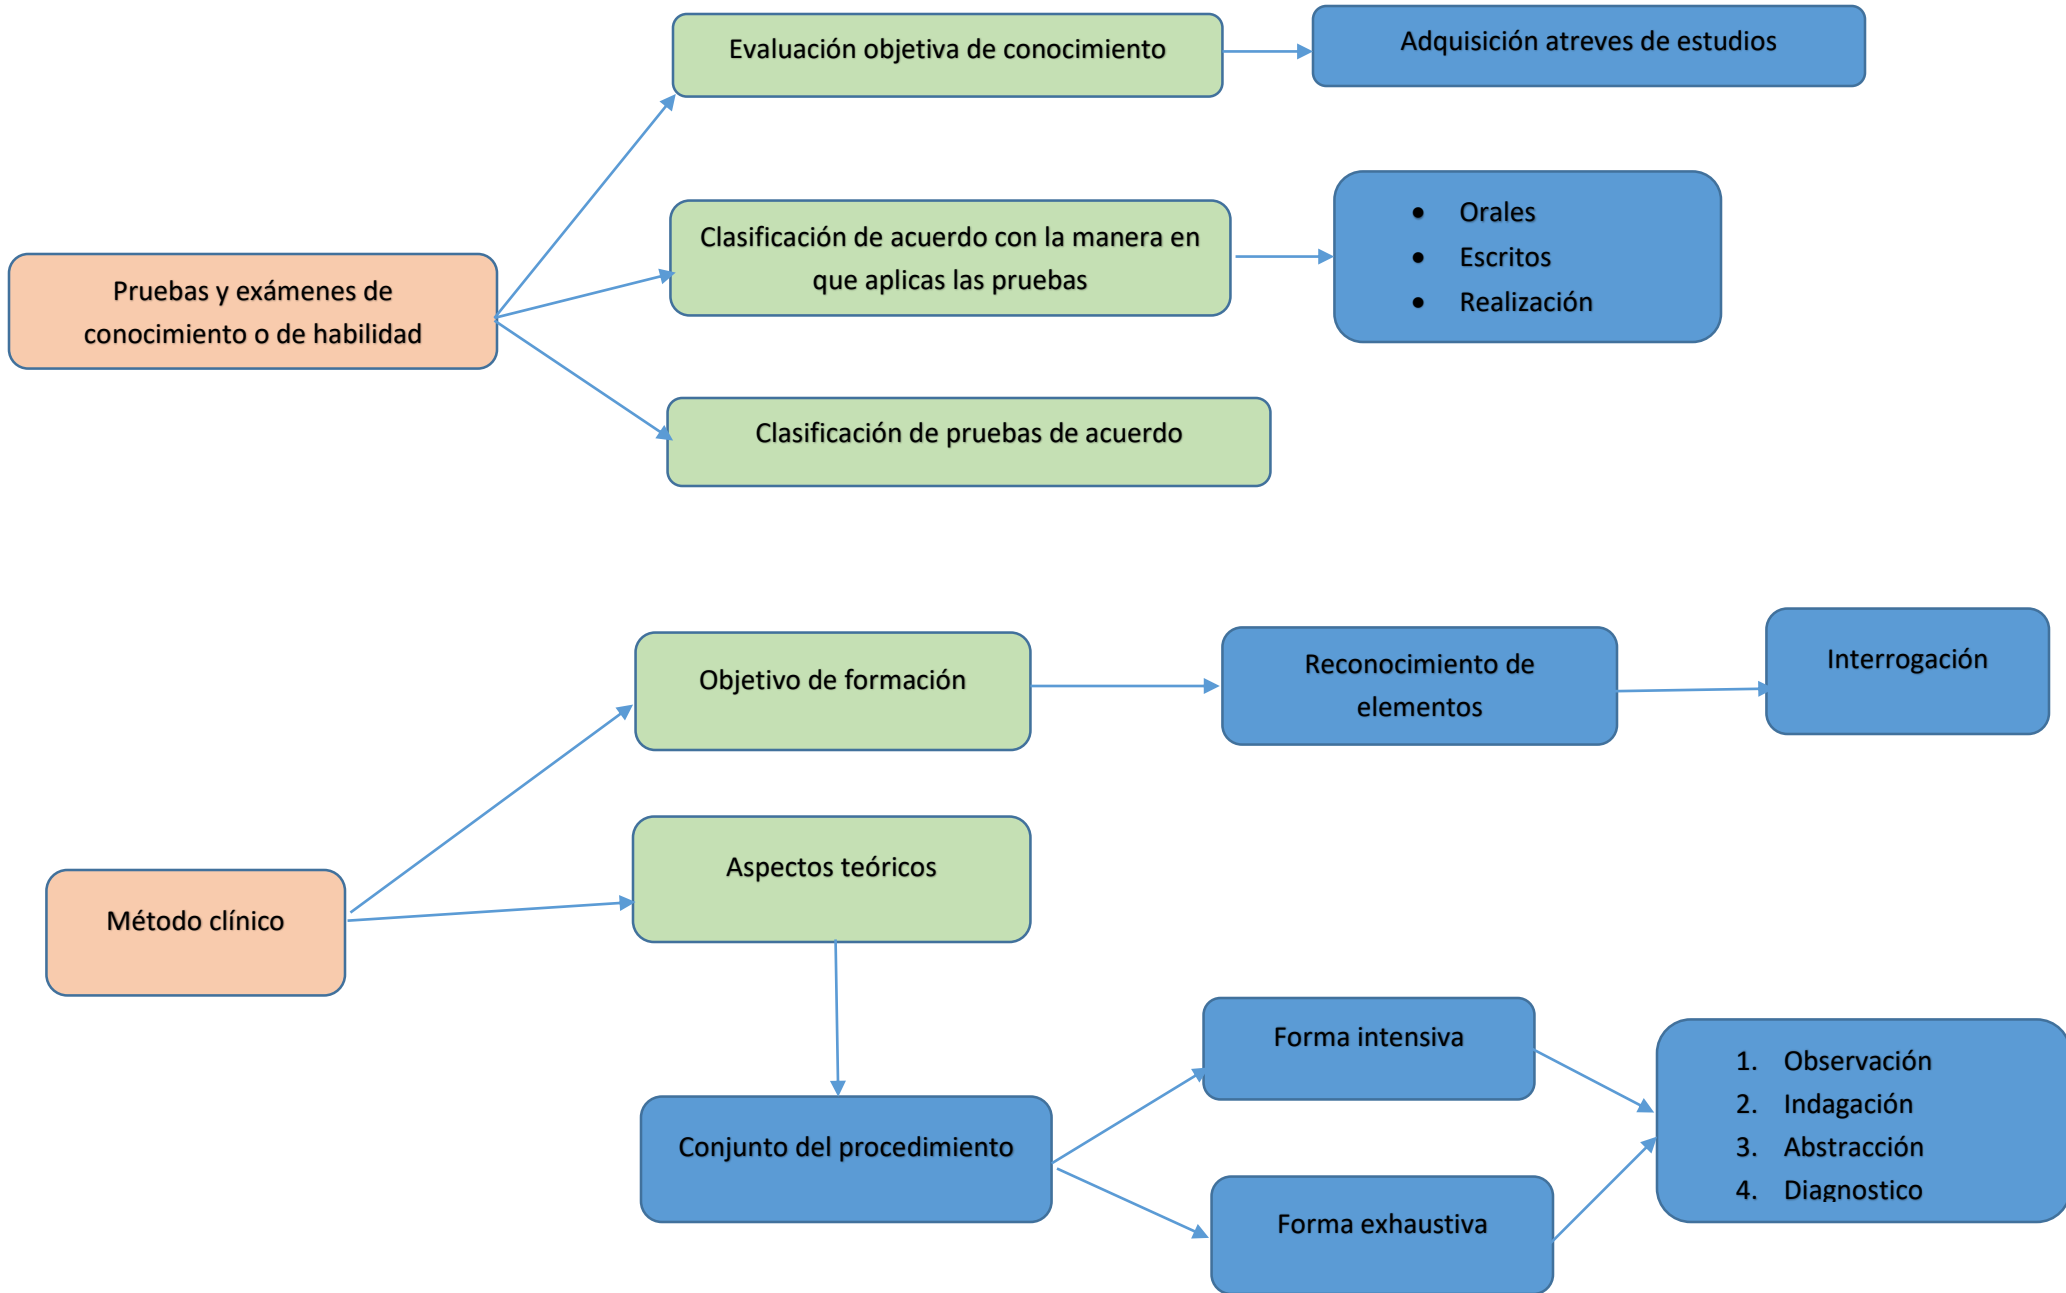 Evaluación objetiva de conocimiento
Adquisición atreves de estudios
Clasificación de acuerdo con la manera en
que aplicas las pruebas
• Orales
• Escritos
• Realización
Pruebas y exámenes de
conocimiento o de habilidad
Clasificación de pruebas de acuerdo
Objetivo de formación
Reconocimiento de
elementos
Interrogación
Aspectos teóricos
Método clínico
Conjunto del procedimiento
Forma intensiva
Forma exhaustiva
1. Observación
2. Indagación
3. Abstracción
4. Diagnostico